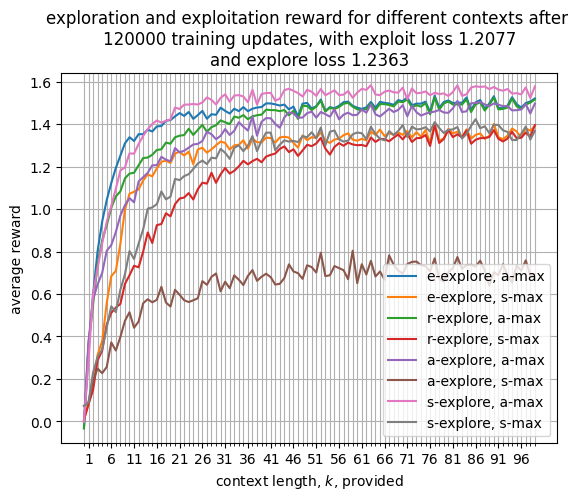 exploration and exploitation reward for different contexts after
120000 training updates, with exploit loss 1.2077
and explore loss 1.2363
average reward
1.6
1.4
1.2
1.0
0.8
0.6
0.4
0.2
0.0
e-explore, a-max
e-explore, s-max
r-explore, a-max
r-explore, s-max
a-explore, a-max
a-explore, s-max
s-explore, a-max
s-explore, s-max
1 6 11 16 21 26 31 36 41 46 51 56 61 66 71 76 81 86 91 96
context length, k, provided